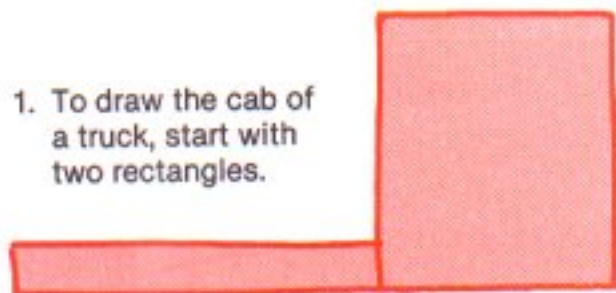 1. To draw the cab of
a truck, start with
two rectangles.